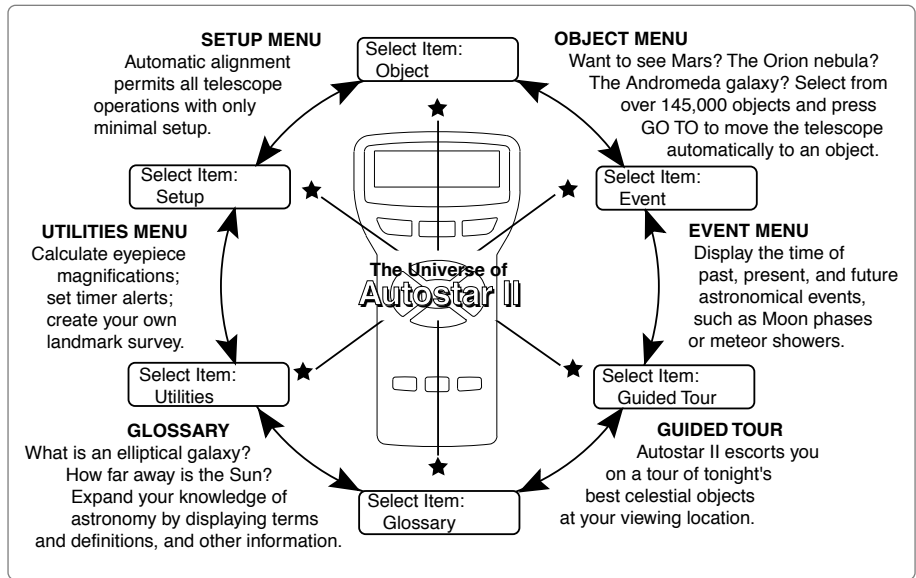 SETUP MENU
Automatic alignment
permits all telescope
operations with only
minimal setup.
Select Item:
Object
OBJECT MENU
Want to see Mars? The Orion nebula?
The Andromeda galaxy? Select from
over 145,000 objects and press
GO TO to move the telescope
automatically to an object.
Select Item:
Setup
Select Item:
Event
UTILITIES MENU
Calculate eyepiece
magnifications;
set timer alerts;
create your own
landmark survey.
The Universe of
Autostar II
EVENT MENU
Display the time of
past, present, and future
astronomical events,
such as Moon phases
or meteor showers.
Select Item:
Utilities
Select Item:
Guided Tour
GLOSSARY
What is an elliptical galaxy?
How far away is the Sun?
Expand your knowledge of
astronomy by displaying terms
and definitions, and other information.
Select Item:
Glossary
GUIDED TOUR
Autostar II escorts you
on a tour of tonight's
best celestial objects
at your viewing location.